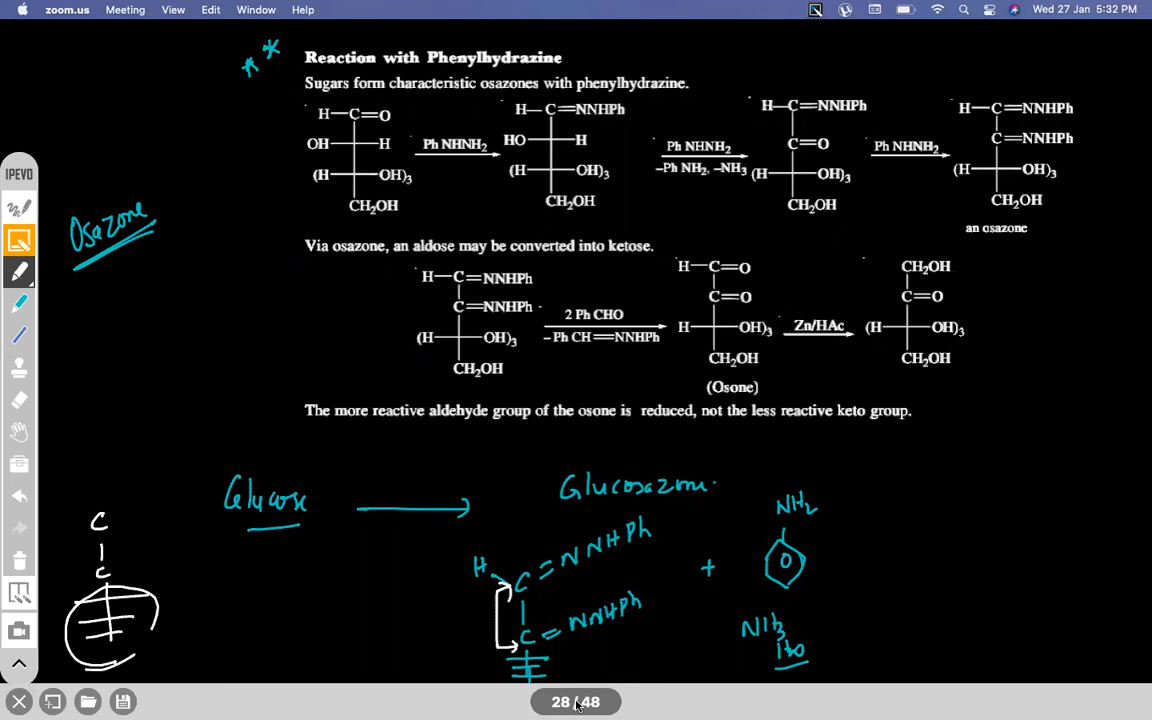 zoom.us Meeting View Edit Window Help Wed 27 Jan 5:32 PM
IPEVO
**
Reaction with Phenylhydrazine
Sugars form characteristic osazones with phenylhydrazine.
H—C=O
OH H
(H OH)₃
CH₂OH
Ph NHNH₂
H—C=NNHPh
HO H
(H OH)₃
CH₂OH
Ph NHNH₂
–Ph NH₂, –NH₃
H—C=NNHPh
C=O
(H OH)₃
CH₂OH
Ph NHNH₂
H—C=NNHPh
C=NNHPh
(H OH)₃
CH₂OH
an osazone
Osazone
Via osazone, an aldose may be converted into ketose.
H—C=NNHPh
C=NNHPh
(H OH)₃
CH₂OH
2 Ph CHO
– Ph CH=NNHPh
H—C=O
C=O
H OH)₃
CH₂OH
(Osone)
Zn/HAc
CH₂OH
C=O
(H OH)₃
CH₂OH
The more reactive aldehyde group of the osone is reduced, not the less reactive keto group.
Glucose → Glucosazone.
H C=NNHPh
C=NNHPh
+
NH₂
NH₃
H₂O
C
C
28 / 48